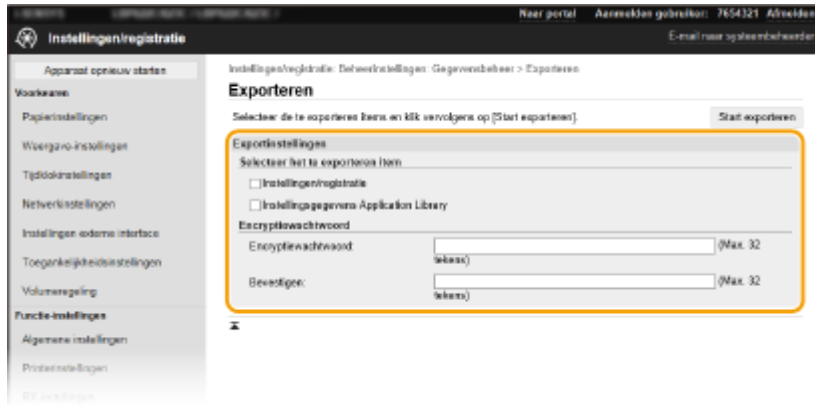 Naar portal Aanmelden gebruiker: 7654321 Afmelden
Instellingen/registratie E-mail naar systeembeheerder
Apparaat opnieuw starten
Voorkeuren
Papierinstellingen
Weergave-instellingen
Tijdklokinstellingen
Netwerkinstellingen
Instellingen externe interface
Toegankelijkheidsinstellingen
Volumeregeling
Functie-instellingen
Algemene instellingen
Printerinstellingen
Instellingen/registratie: Beheerinstellingen: Gegevensbeheer > Exporteren
Exporteren
Selecteer de te exporteren items en klik vervolgens op [Start exporteren]. Start exporteren
Exportinstellingen
Selecteer het te exporteren item
Instellingen/registratie
Instellingsgegevens Application Library
Encryptiewachtwoord
Encryptiewachtwoord: (Max. 32
tekens)
Bevestigen: (Max. 32
tekens)